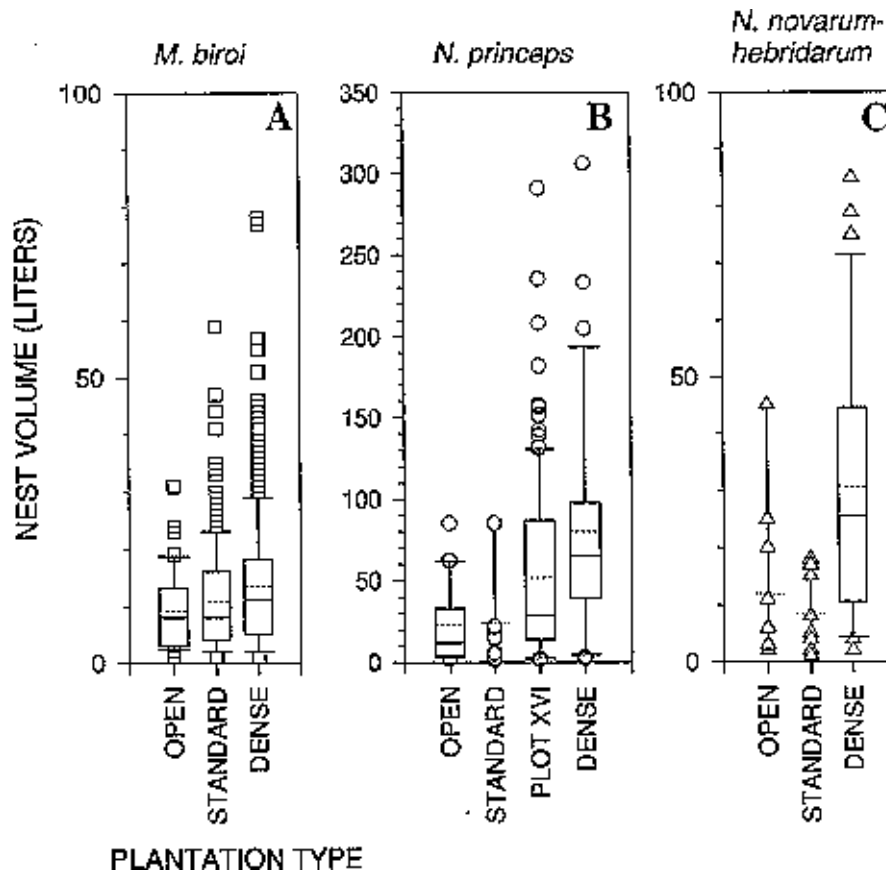 M. biroi
N. princeps
N. novarum-
hebridarum
A
B
C
100
50
0
350
300
250
200
150
100
50
0
100
50
0
NEST VOLUME (LITERS)
OPEN
STANDARD
DENSE
OPEN
STANDARD
PLOT XVI
DENSE
OPEN
STANDARD
DENSE
PLANTATION TYPE